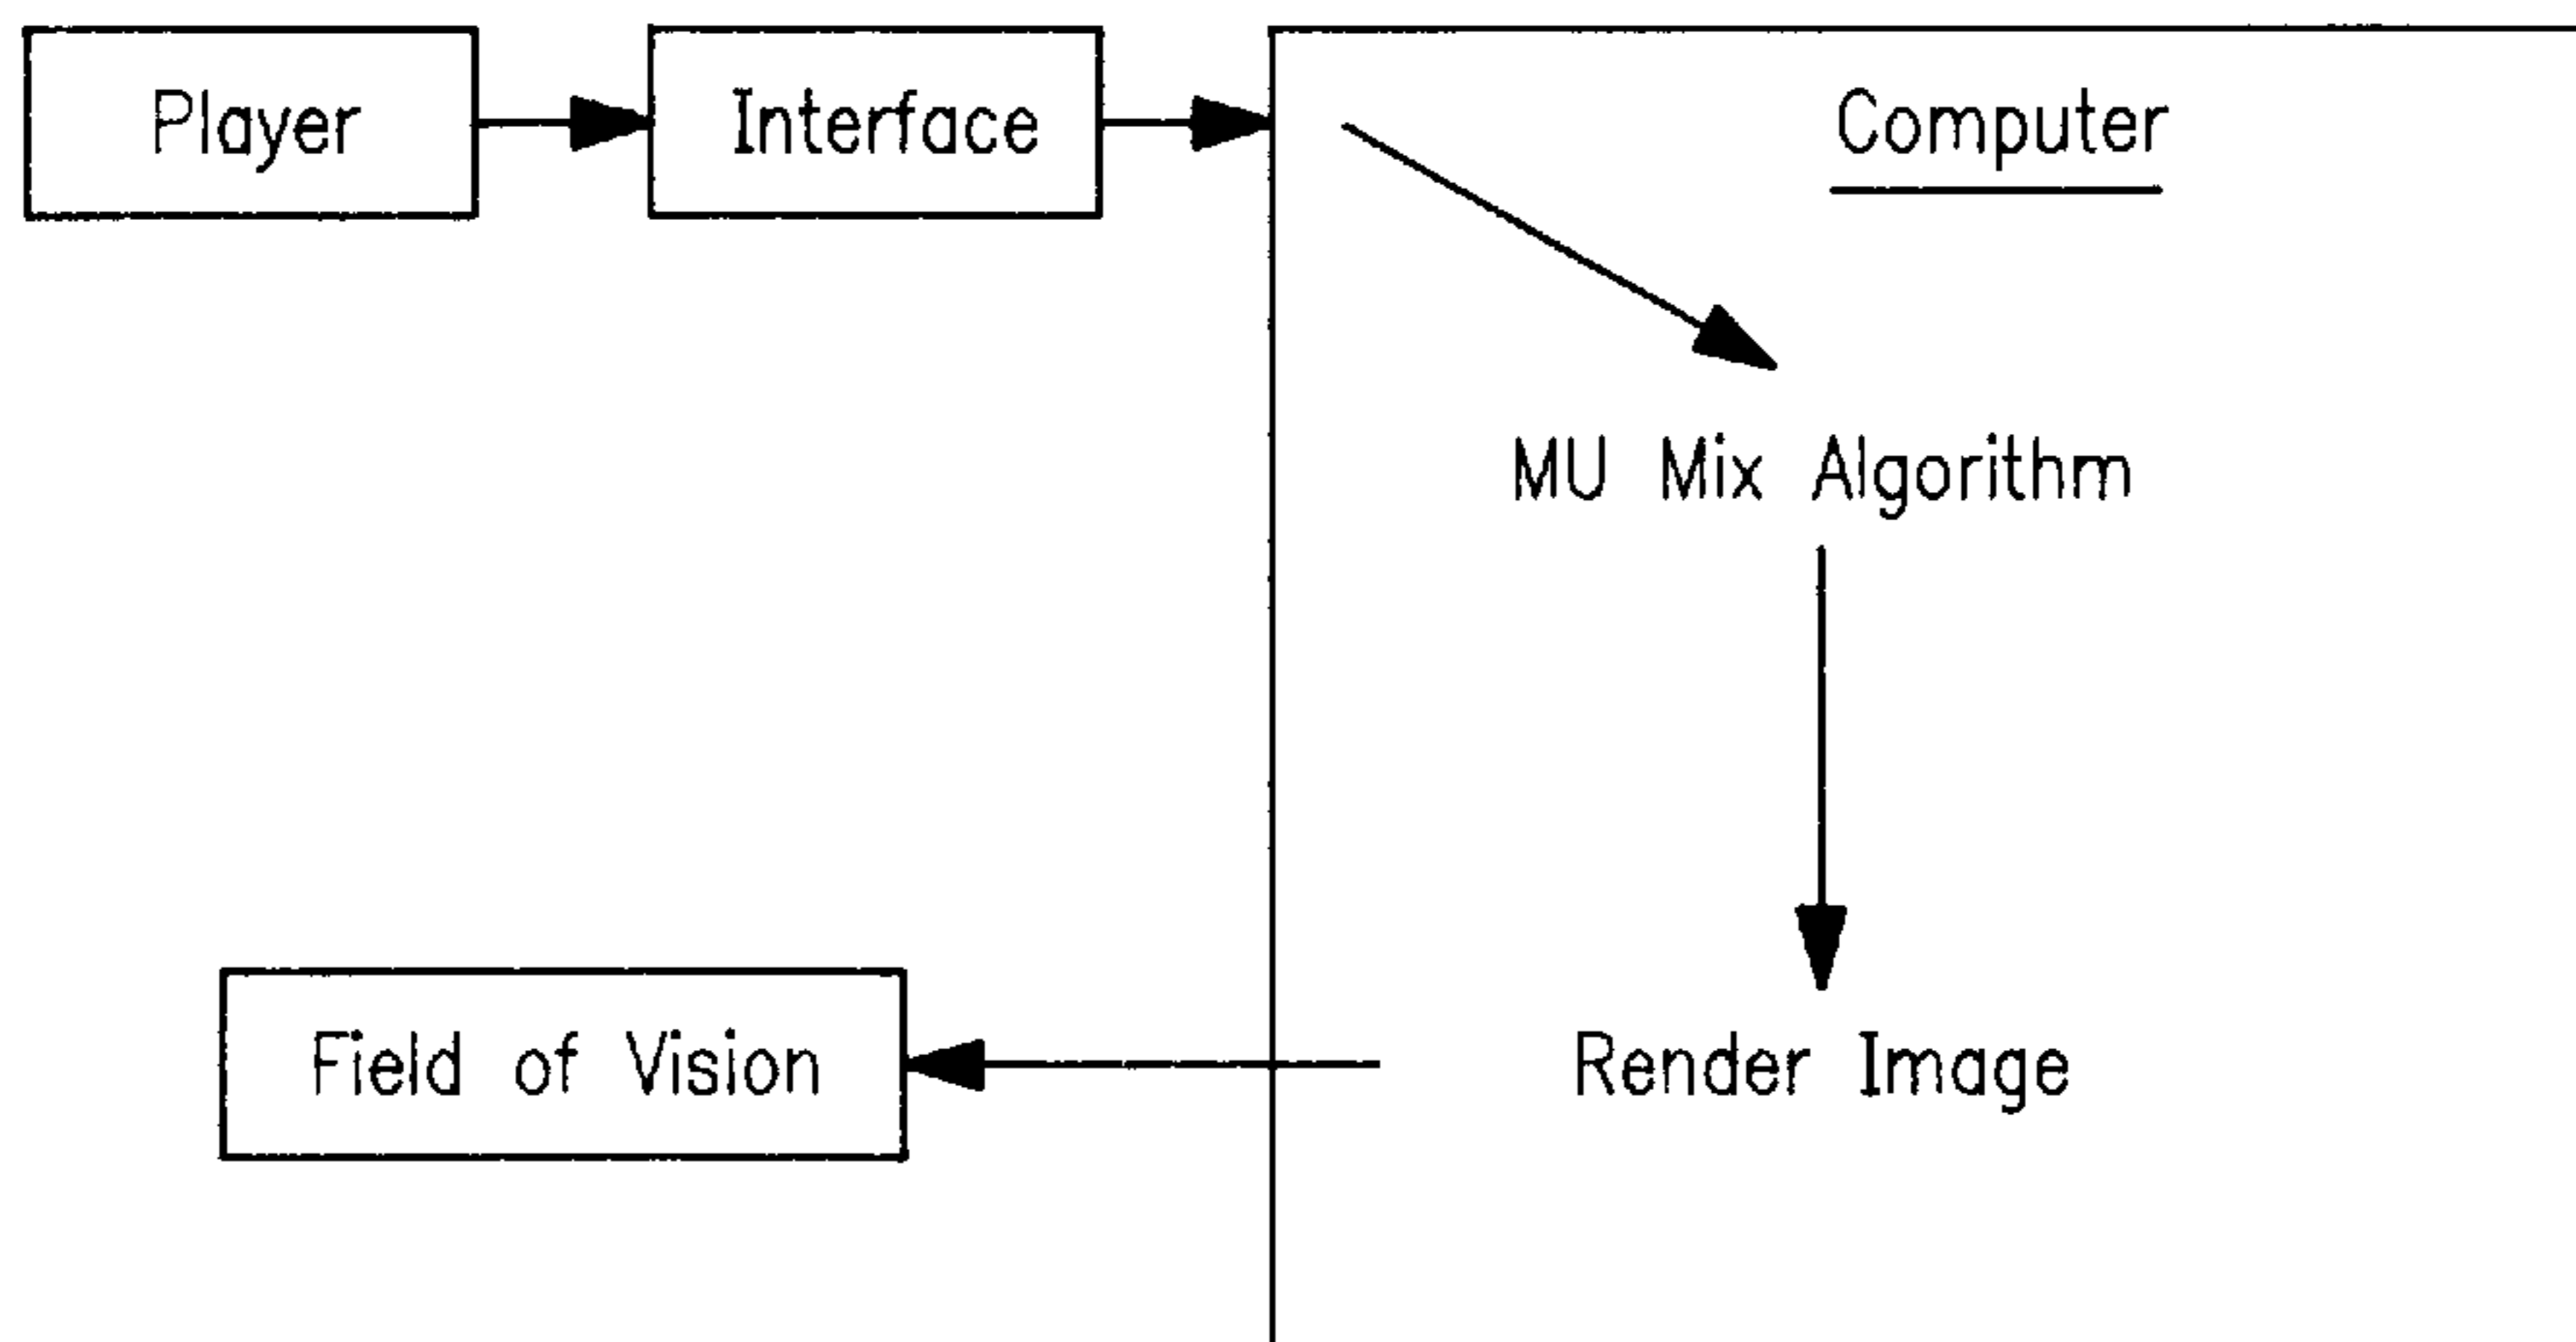 Player
Interface
Computer
MU Mix Algorithm
Field of Vision
Render Image